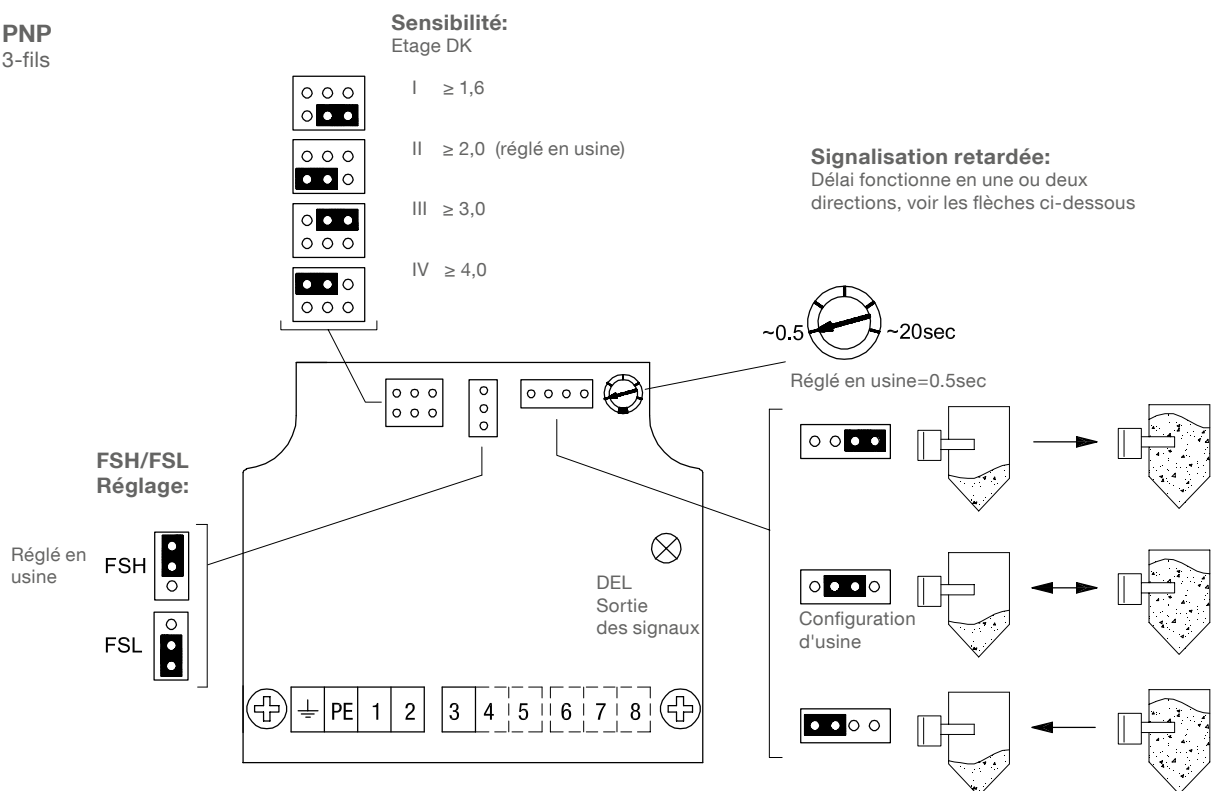 PNP
3-fils
Sensibilité:
Etage DK
I ≥ 1,6
II ≥ 2,0 (réglé en usine)
III ≥ 3,0
IV ≥ 4,0
Signalisation retardée:
Délai fonctionne en une ou deux
directions, voir les flèches ci-dessous
~0.5
~20sec
Réglé en usine=0.5sec
FSH/FSL
Réglage:
Réglé en
usine
FSH
FSL
DEL
Sortie
des signaux
Configuration
d'usine
PE 1 2 3 4 5 6 7 8